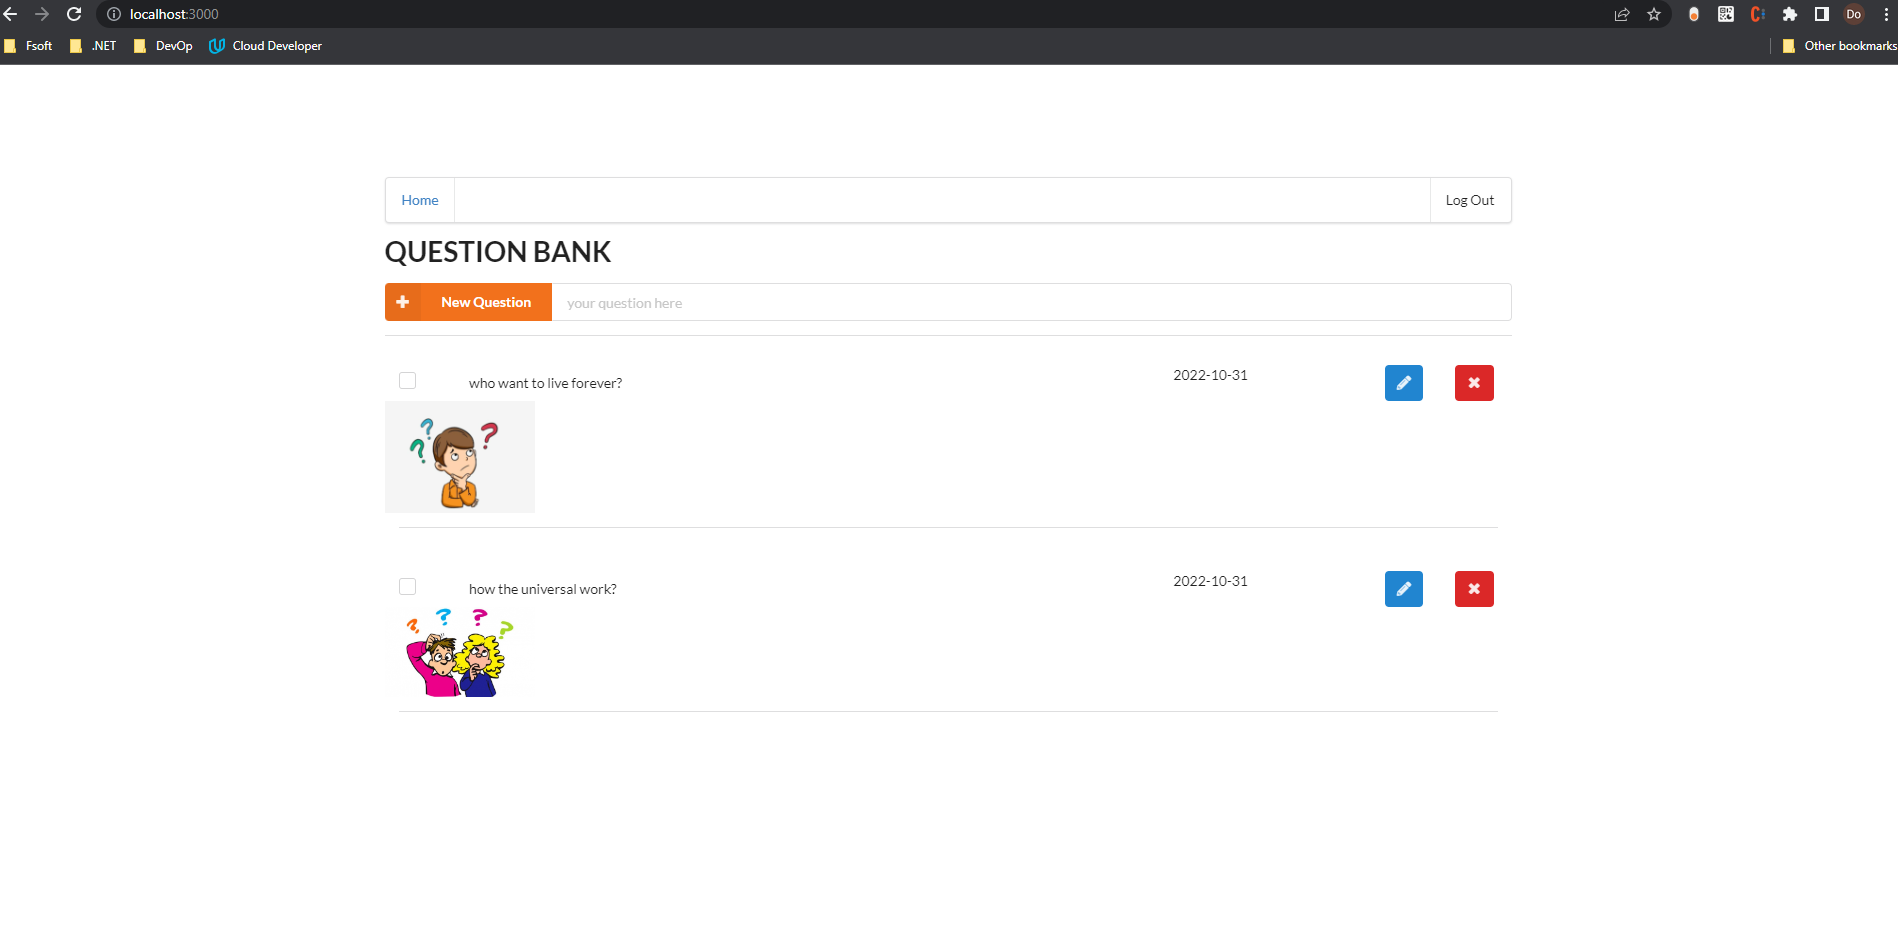 localhost:3000
Do
Fsoft .NET DevOp Cloud Developer Other bookmarks
Home Log Out
QUESTION BANK
New Question your question here
who want to live forever? 2022-10-31
? ? ?
how the universal work? 2022-10-31
? ? ? ?